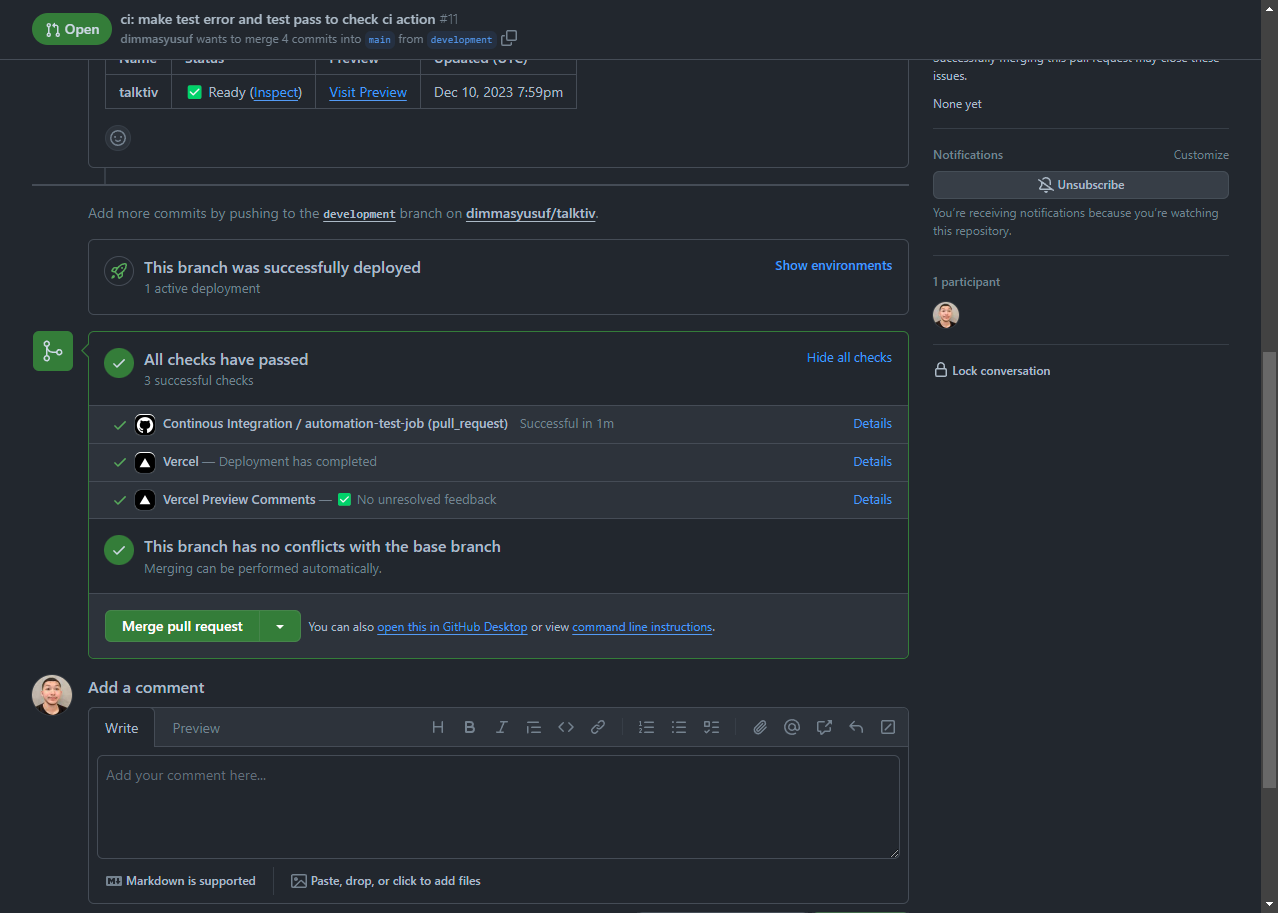 Open
ci: make test error and test pass to check ci action #11
dimmasyusuf wants to merge 4 commits into main from development
Name Status Preview Updated (UTC)
talktiv ✅ Ready (Inspect) Visit Preview Dec 10, 2023 7:59pm
Add more commits by pushing to the development branch on dimmasyusuf/talktiv.
This branch was successfully deployed
1 active deployment
Show environments
All checks have passed
3 successful checks
Hide all checks
Continous Integration / automation-test-job (pull_request) Successful in 1m Details
Vercel — Deployment has completed Details
Vercel Preview Comments — ✅ No unresolved feedback Details
This branch has no conflicts with the base branch
Merging can be performed automatically.
Merge pull request
You can also open this in GitHub Desktop or view command line instructions.
Add a comment
Write Preview
Add your comment here...
Markdown is supported
Paste, drop, or click to add files
Successfully merging this pull request may close these
issues.
None yet
Notifications Customize
Unsubscribe
You're receiving notifications because you're watching
this repository.
1 participant
Lock conversation